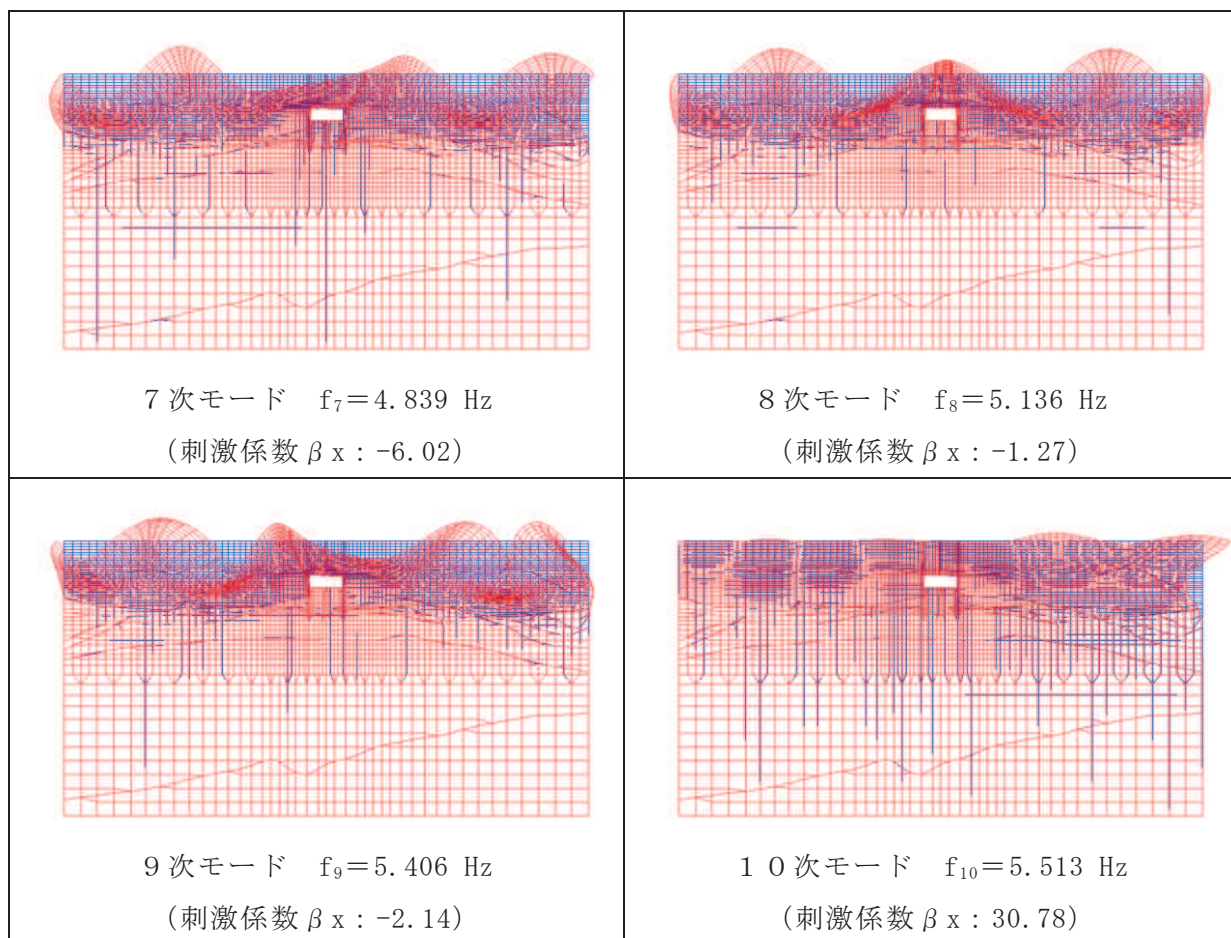 7次モード f₇＝4.839 Hz
(刺激係数βx：-6.02)
8次モード f₈＝5.136 Hz
(刺激係数βx：-1.27)
9次モード f₉＝5.406 Hz
(刺激係数βx：-2.14)
10次モード f₁₀＝5.513 Hz
(刺激係数βx：30.78)